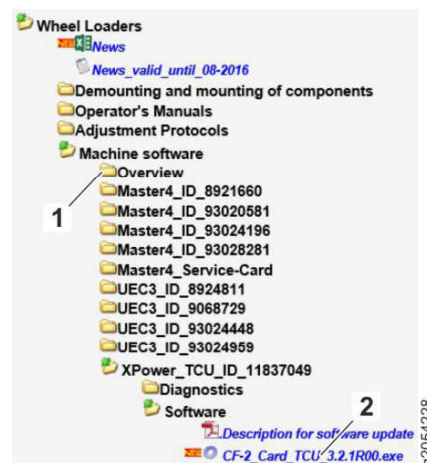 Wheel Loaders
NEW News
News_valid_until_08-2016
Demounting and mounting of components
Operator's Manuals
Adjustment Protocols
Machine software
Overview
1
Master4_ID_8921660
Master4_ID_93020581
Master4_ID_93024196
Master4_ID_93028281
Master4_Service-Card
UEC3_ID_8924811
UEC3_ID_9068729
UEC3_ID_93024448
UEC3_ID_93024959
XPower_TCU_ID_11837049
Diagnostics
Software
2
Description for software update
NEW CF-2_Card_TCU_3.2.1R00.exe